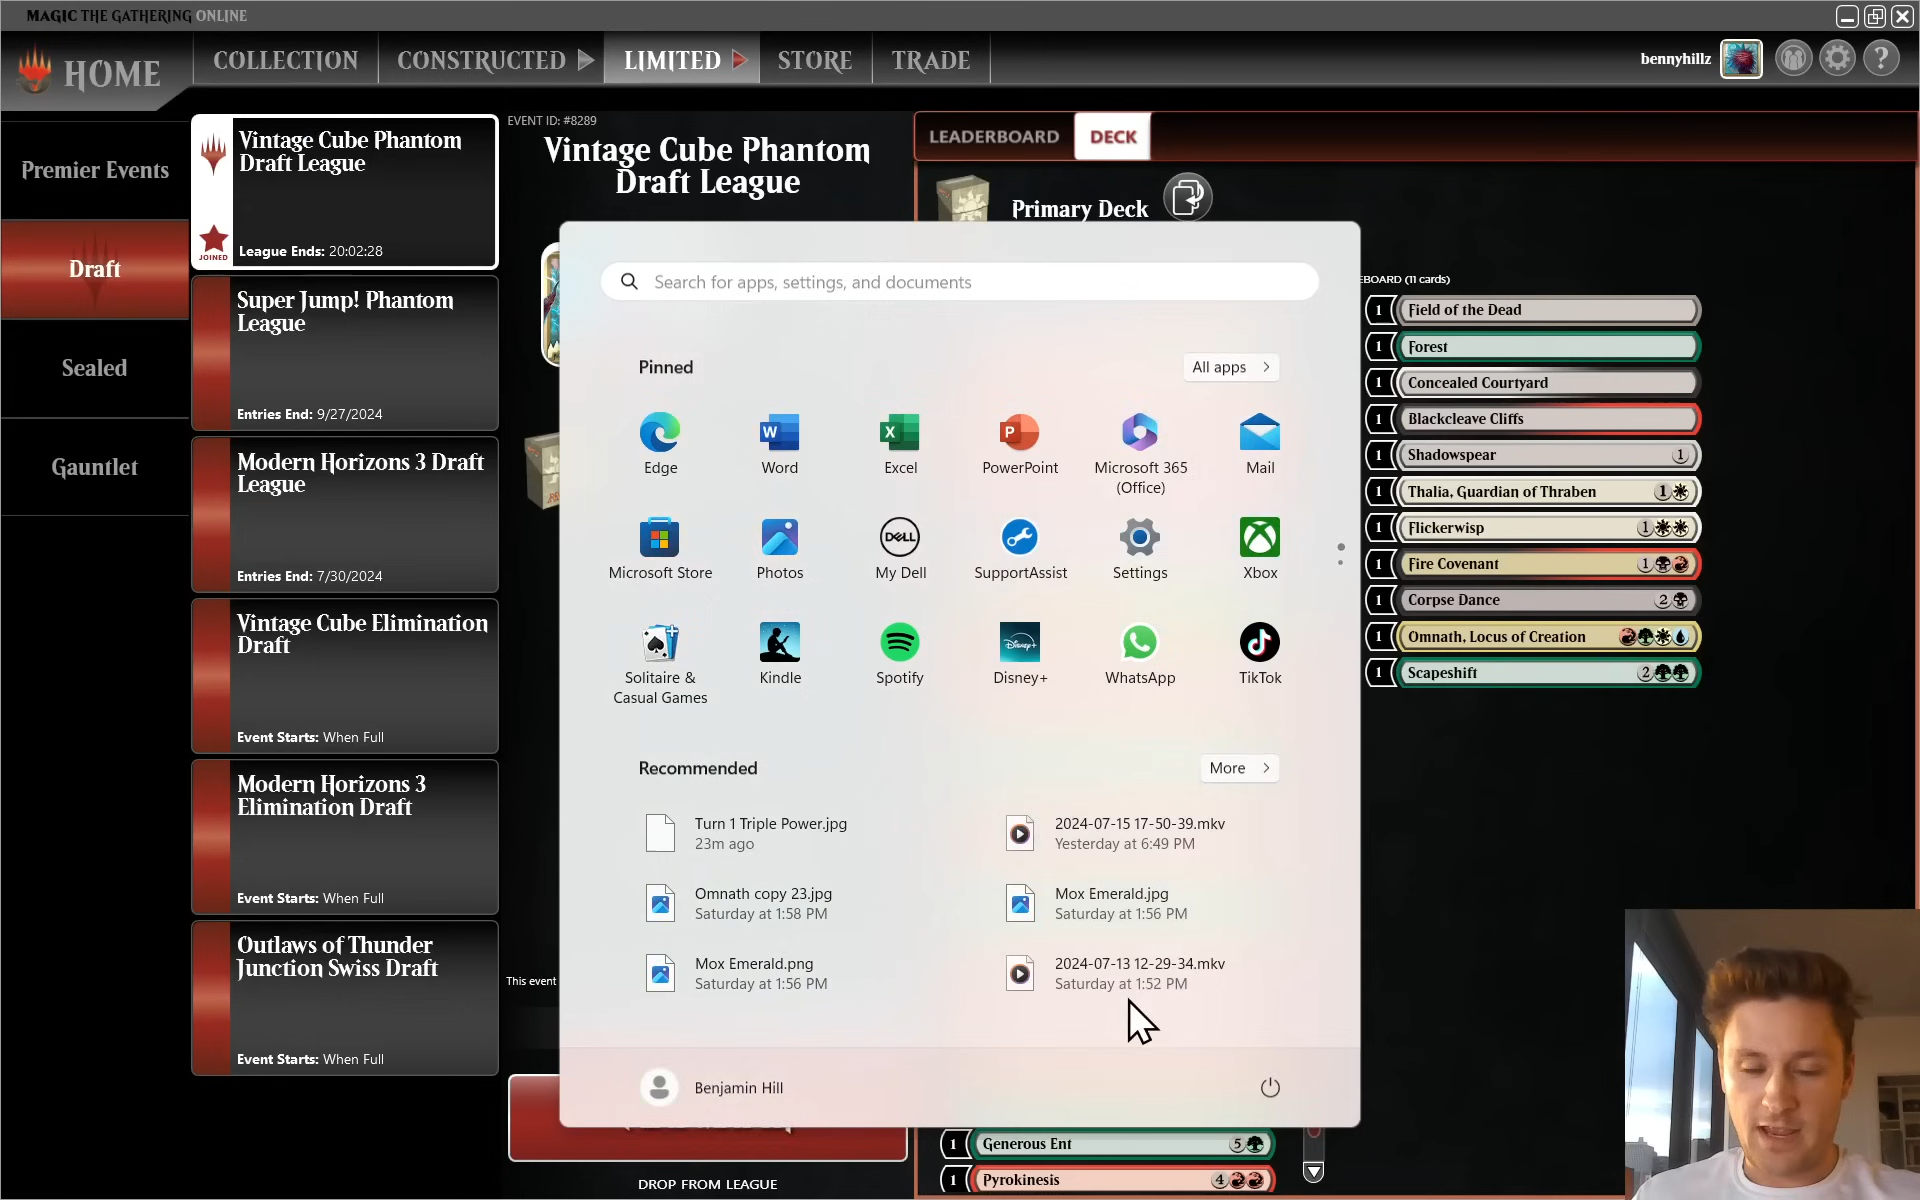 MAGIC THE GATHERING ONLINE
HOME
COLLECTION
CONSTRUCTED
LIMITED
STORE
TRADE
bennyhillz
?
Premier Events
Draft
Sealed
Gauntlet
Vintage Cube Phantom
Draft League
JOINED
League Ends: 20:02:28
Super Jump! Phantom
League
Entries End: 9/27/2024
Modern Horizons 3 Draft
League
Entries End: 7/30/2024
Vintage Cube Elimination
Draft
Event Starts: When Full
Modern Horizons 3
Elimination Draft
Event Starts: When Full
Outlaws of Thunder
Junction Swiss Draft
Event Starts: When Full
EVENT ID: #8289
Vintage Cube Phantom
Draft League
This event
DROP FROM LEAGUE
LEADERBOARD
DECK
Primary Deck
EBOARD (11 cards)
1 Field of the Dead
1 Forest
1 Concealed Courtyard
1 Blackcleave Cliffs
1 Shadowspear 1
1 Thalia, Guardian of Thraben 1
1 Flickerwisp 1
1 Fire Covenant 1
1 Corpse Dance 2
1 Omnath, Locus of Creation
1 Scapeshift 2
1 Generous Ent 5
1 Pyrokinesis 4
Search for apps, settings, and documents
Pinned
All apps
Edge
Word
Excel
PowerPoint
Microsoft 365
(Office)
Mail
Microsoft Store
Photos
DELL
My Dell
SupportAssist
Settings
Xbox
Solitaire &
Casual Games
Kindle
Spotify
Disney+
Disney+
WhatsApp
TikTok
Recommended
More
Turn 1 Triple Power.jpg
23m ago
2024-07-15 17-50-39.mkv
Yesterday at 6:49 PM
Omnath copy 23.jpg
Saturday at 1:58 PM
Mox Emerald.jpg
Saturday at 1:56 PM
Mox Emerald.png
Saturday at 1:56 PM
2024-07-13 12-29-34.mkv
Saturday at 1:52 PM
Benjamin Hill